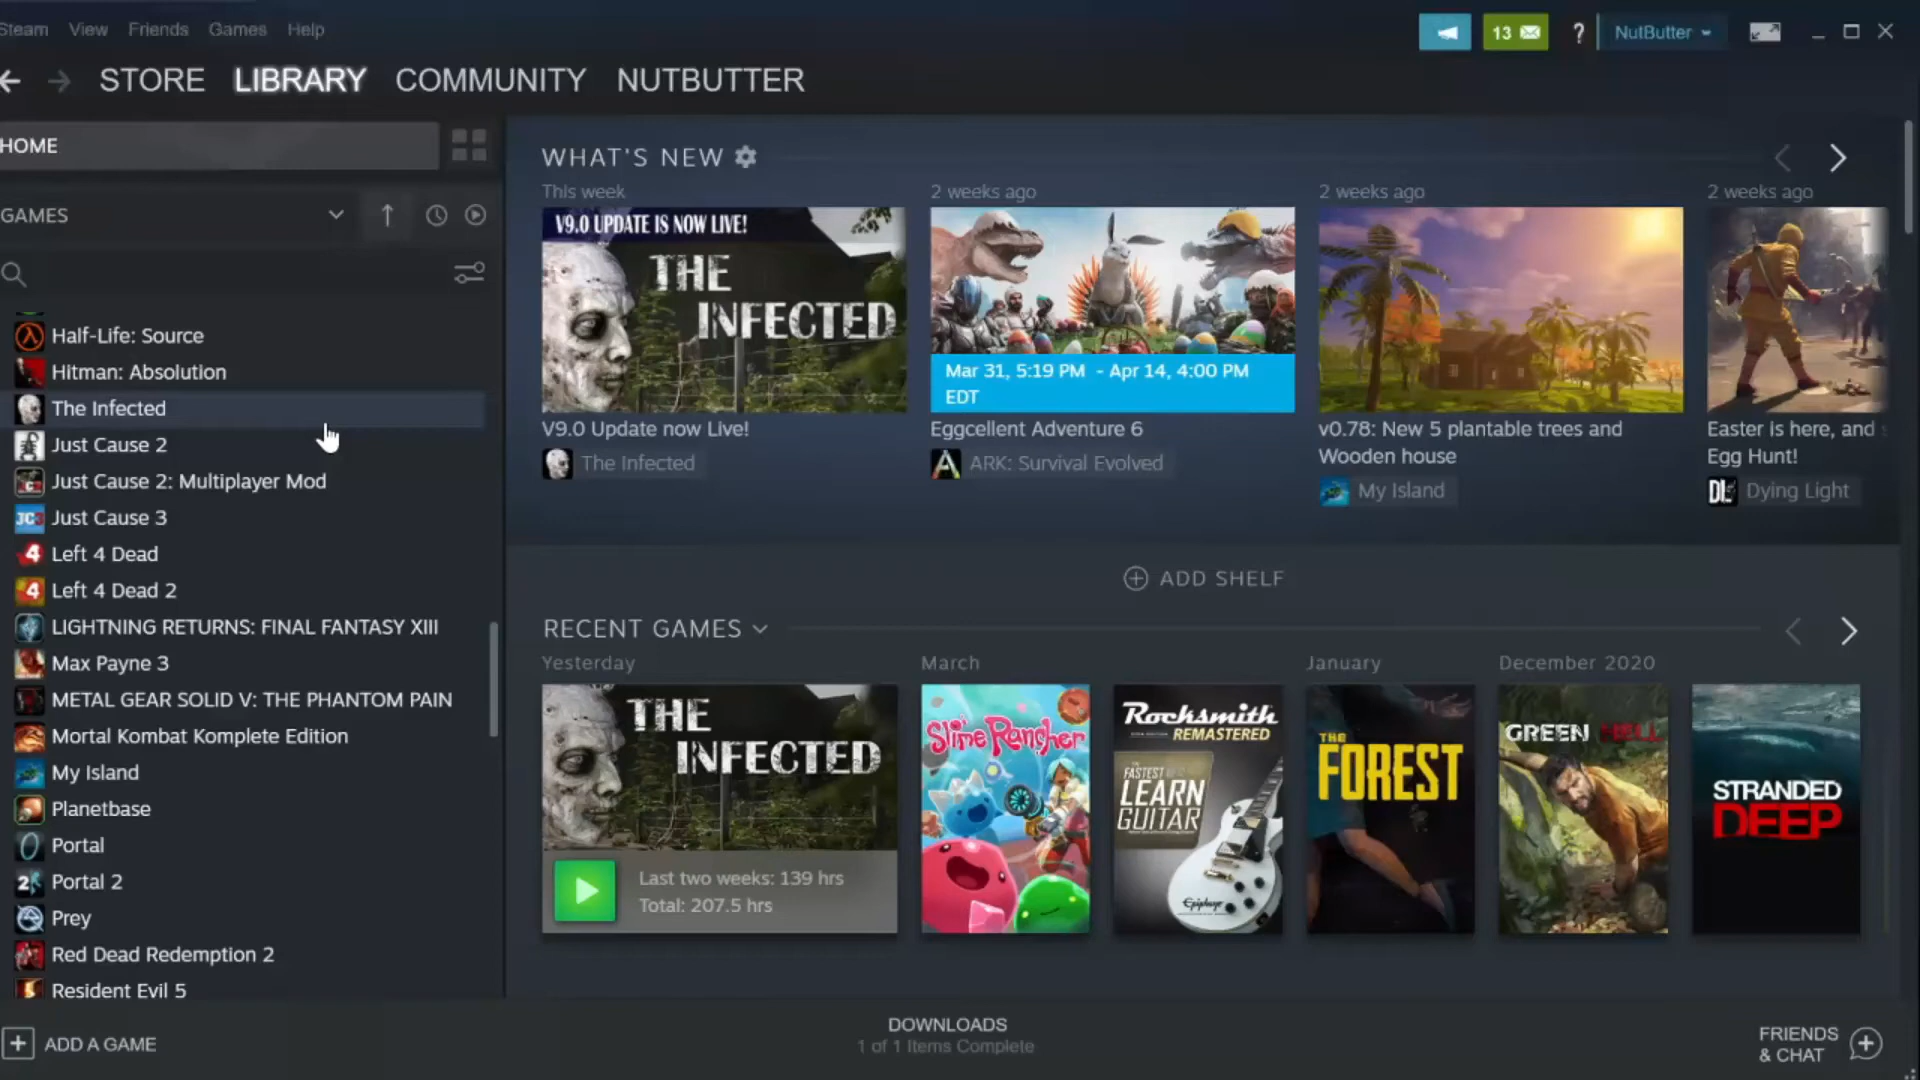 Steam View Friends Games Help
13
?
NutButter
STORE LIBRARY COMMUNITY NUTBUTTER
HOME
GAMES
Half-Life: Source
Hitman: Absolution
The Infected
Just Cause 2
Just Cause 2: Multiplayer Mod
Just Cause 3
Left 4 Dead
Left 4 Dead 2
LIGHTNING RETURNS: FINAL FANTASY XIII
Max Payne 3
METAL GEAR SOLID V: THE PHANTOM PAIN
Mortal Kombat Komplete Edition
My Island
Planetbase
Portal
Portal 2
Prey
Red Dead Redemption 2
Resident Evil 5
ADD A GAME
WHAT'S NEW
This week
V9.0 UPDATE IS NOW LIVE!
THE
INFECTED
V9.0 Update now Live!
The Infected
2 weeks ago
Mar 31, 5:19 PM - Apr 14, 4:00 PM
EDT
Eggcellent Adventure 6
ARK: Survival Evolved
2 weeks ago
v0.78: New 5 plantable trees and
Wooden house
My Island
2 weeks ago
Easter is here, and
Egg Hunt!
Dying Light
ADD SHELF
RECENT GAMES
Yesterday
THE
INFECTED
Last two weeks: 139 hrs
Total: 207.5 hrs
March
Slime Rancher
Rocksmith
REMASTERED
LEARN
GUITAR
Epiphone
January
THE
FOREST
December 2020
GREEN HELL
STRANDED
DEEP
DOWNLOADS
1 of 1 Items Complete
FRIENDS
& CHAT